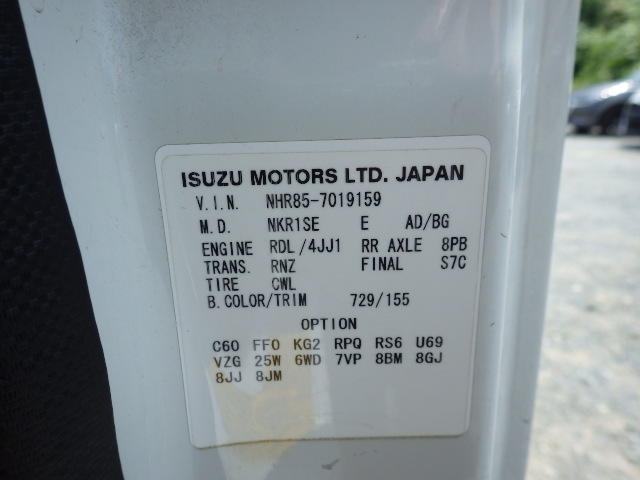 ISUZU MOTORS LTD. JAPAN
V.I.N. NHR85-7019159
M.D. NKR1SE E AD/BG
ENGINE RDL/4JJ1 RR AXLE 8PB
TRANS. RNZ FINAL S7C
TIRE CWL
B.COLOR/TRIM 729/155
OPTION
C60 FF0 KG2 RPQ RS6 U69
VZG 25W 6WD 7VP 8BM 8GJ
8JJ 8JM